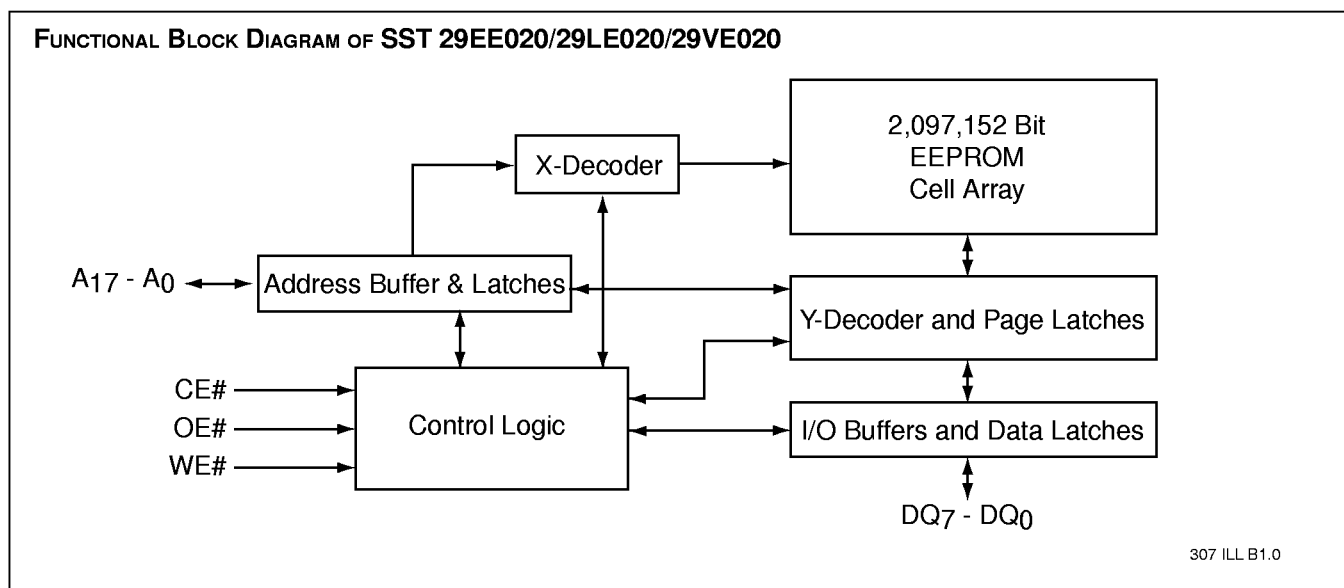 FUNCTIONAL BLOCK DIAGRAM OF SST 29EE020/29LE020/29VE020
2,097,152 Bit
EEPROM
Cell Array
X-Decoder
A17 - A0
Address Buffer & Latches
Y-Decoder and Page Latches
CE#
OE#
WE#
Control Logic
I/O Buffers and Data Latches
DQ7 - DQ0
307 ILL B1.0